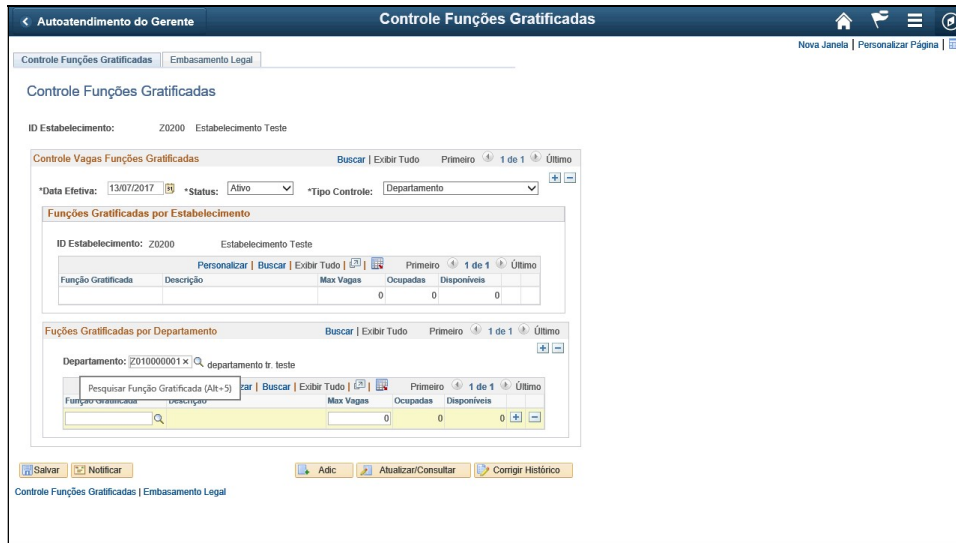 Autoatendimento do Gerente
Controle Funções Gratificadas
Nova Janela | Personalizar Página |
Controle Funções Gratificadas
Embasamento Legal
Controle Funções Gratificadas
ID Estabelecimento: Z0200 Estabelecimento Teste
Controle Vagas Funções Gratificadas Buscar | Exibir Tudo Primeiro 1 de 1 Último
*Data Efetiva: 13/07/2017 *Status: Ativo *Tipo Controle: Departamento
Funções Gratificadas por Estabelecimento
ID Estabelecimento: Z0200 Estabelecimento Teste
Personalizar | Buscar | Exibir Tudo | Primeiro 1 de 1 Último
Função Gratificada Descrição Max Vagas Ocupadas Disponíveis
0 0 0
Fuções Gratificadas por Departamento Buscar | Exibir Tudo Primeiro 1 de 1 Último
Departamento: Z010000001 departamento tr. teste
Pesquisar Função Gratificada (Alt+5)
zar | Buscar | Exibir Tudo | Primeiro 1 de 1 Último
Função Gratificada Descrição Max Vagas Ocupadas Disponíveis
0 0 0
Salvar Notificar Adic Atualizar/Consultar Corrigir Histórico
Controle Funções Gratificadas | Embasamento Legal